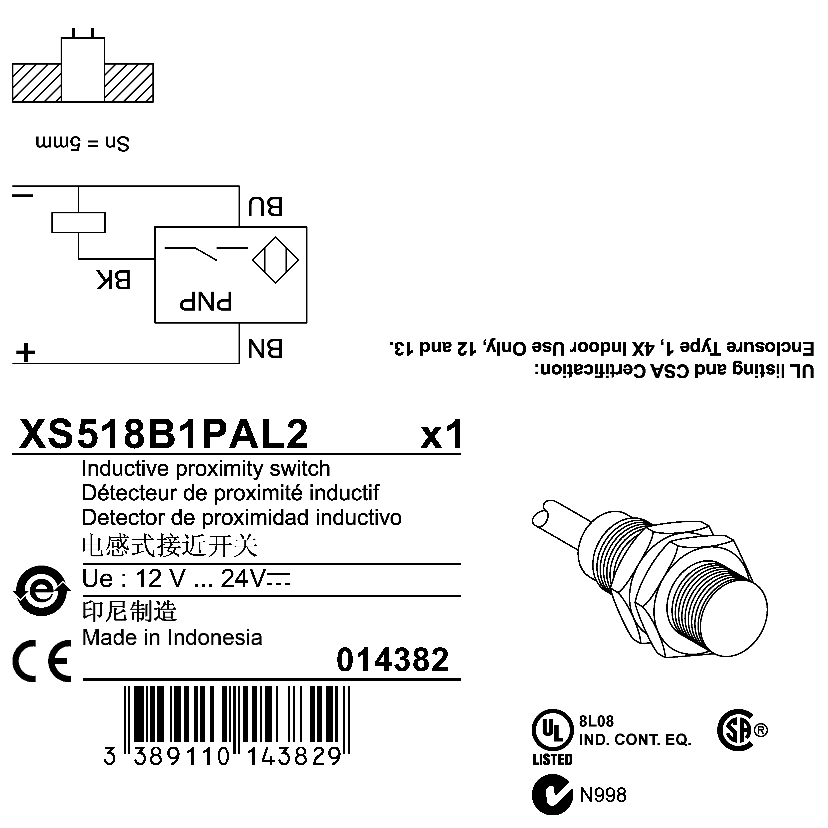 Sn = 5mm
−
BU
BK
PNP
+
BN
UL listing and CSA Certification:
Enclosure Type 1, 4X Indoor Use Only, 12 and 13.
XS518B1PAL2 x1
Inductive proximity switch
Détecteur de proximité inductif
Detector de proximidad inductivo
电感式接近开关
Ue : 12 V ... 24V⎓
印尼制造
Made in Indonesia
CE
014382
3 389110 143829
UL
LISTED
8L08
IND. CONT. EQ.
SA ®
N998